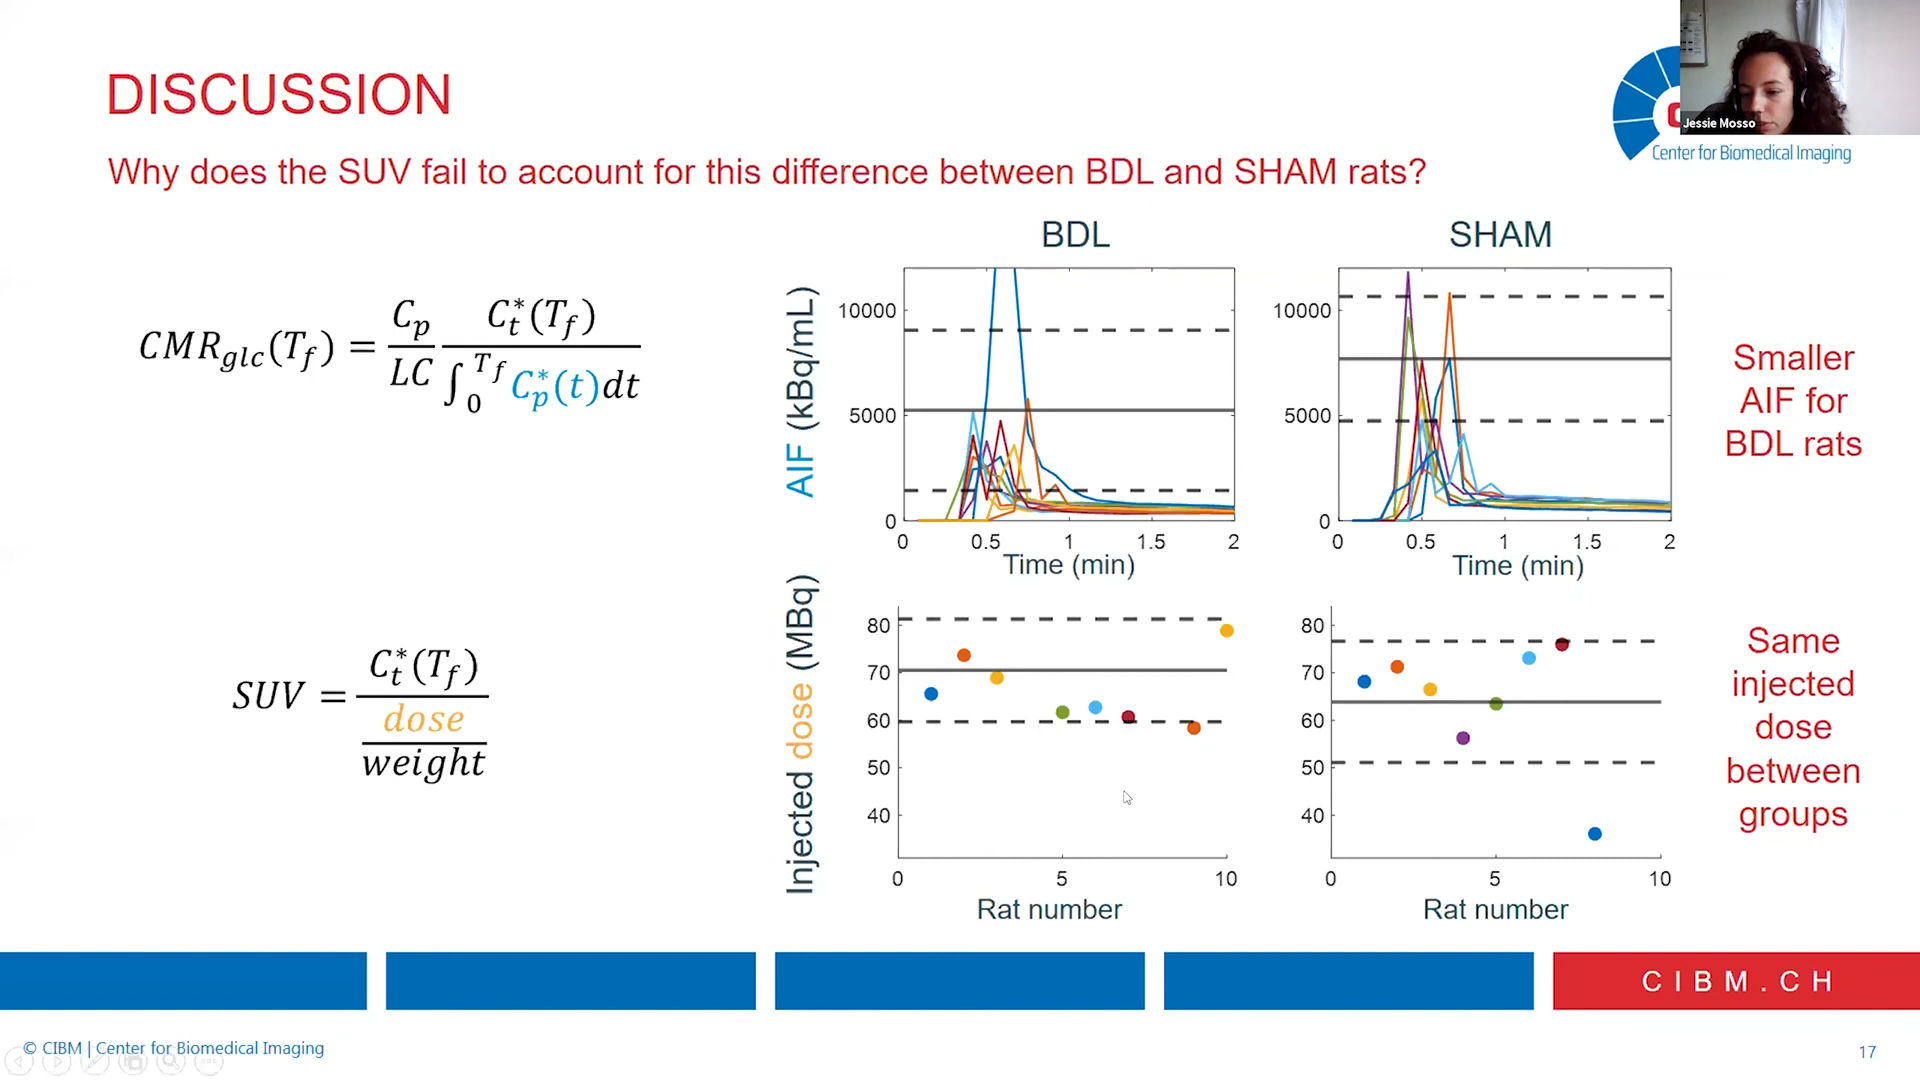 DISCUSSION
Jessie Mosso
Center for Biomedical Imaging
Why does the SUV fail to account for this difference between BDL and SHAM rats?
CMR_glc(T_f) = C_p/LC C_t^*(T_f)/∫_0^{T_f} C_p^*(t)dt
SUV = C_t^*(T_f)/(dose/weight)
BDL
AIF (kBq/mL)
10000
5000
0
0 0.5 1 1.5 2
Time (min)
SHAM
10000
5000
0
0 0.5 1 1.5 2
Time (min)
Smaller
AIF for
BDL rats
Injected dose (MBq)
80
70
60
50
40
0 5 10
Rat number
80
70
60
50
40
0 5 10
Rat number
Same
injected
dose
between
groups
CIBM.CH
© CIBM | Center for Biomedical Imaging
17